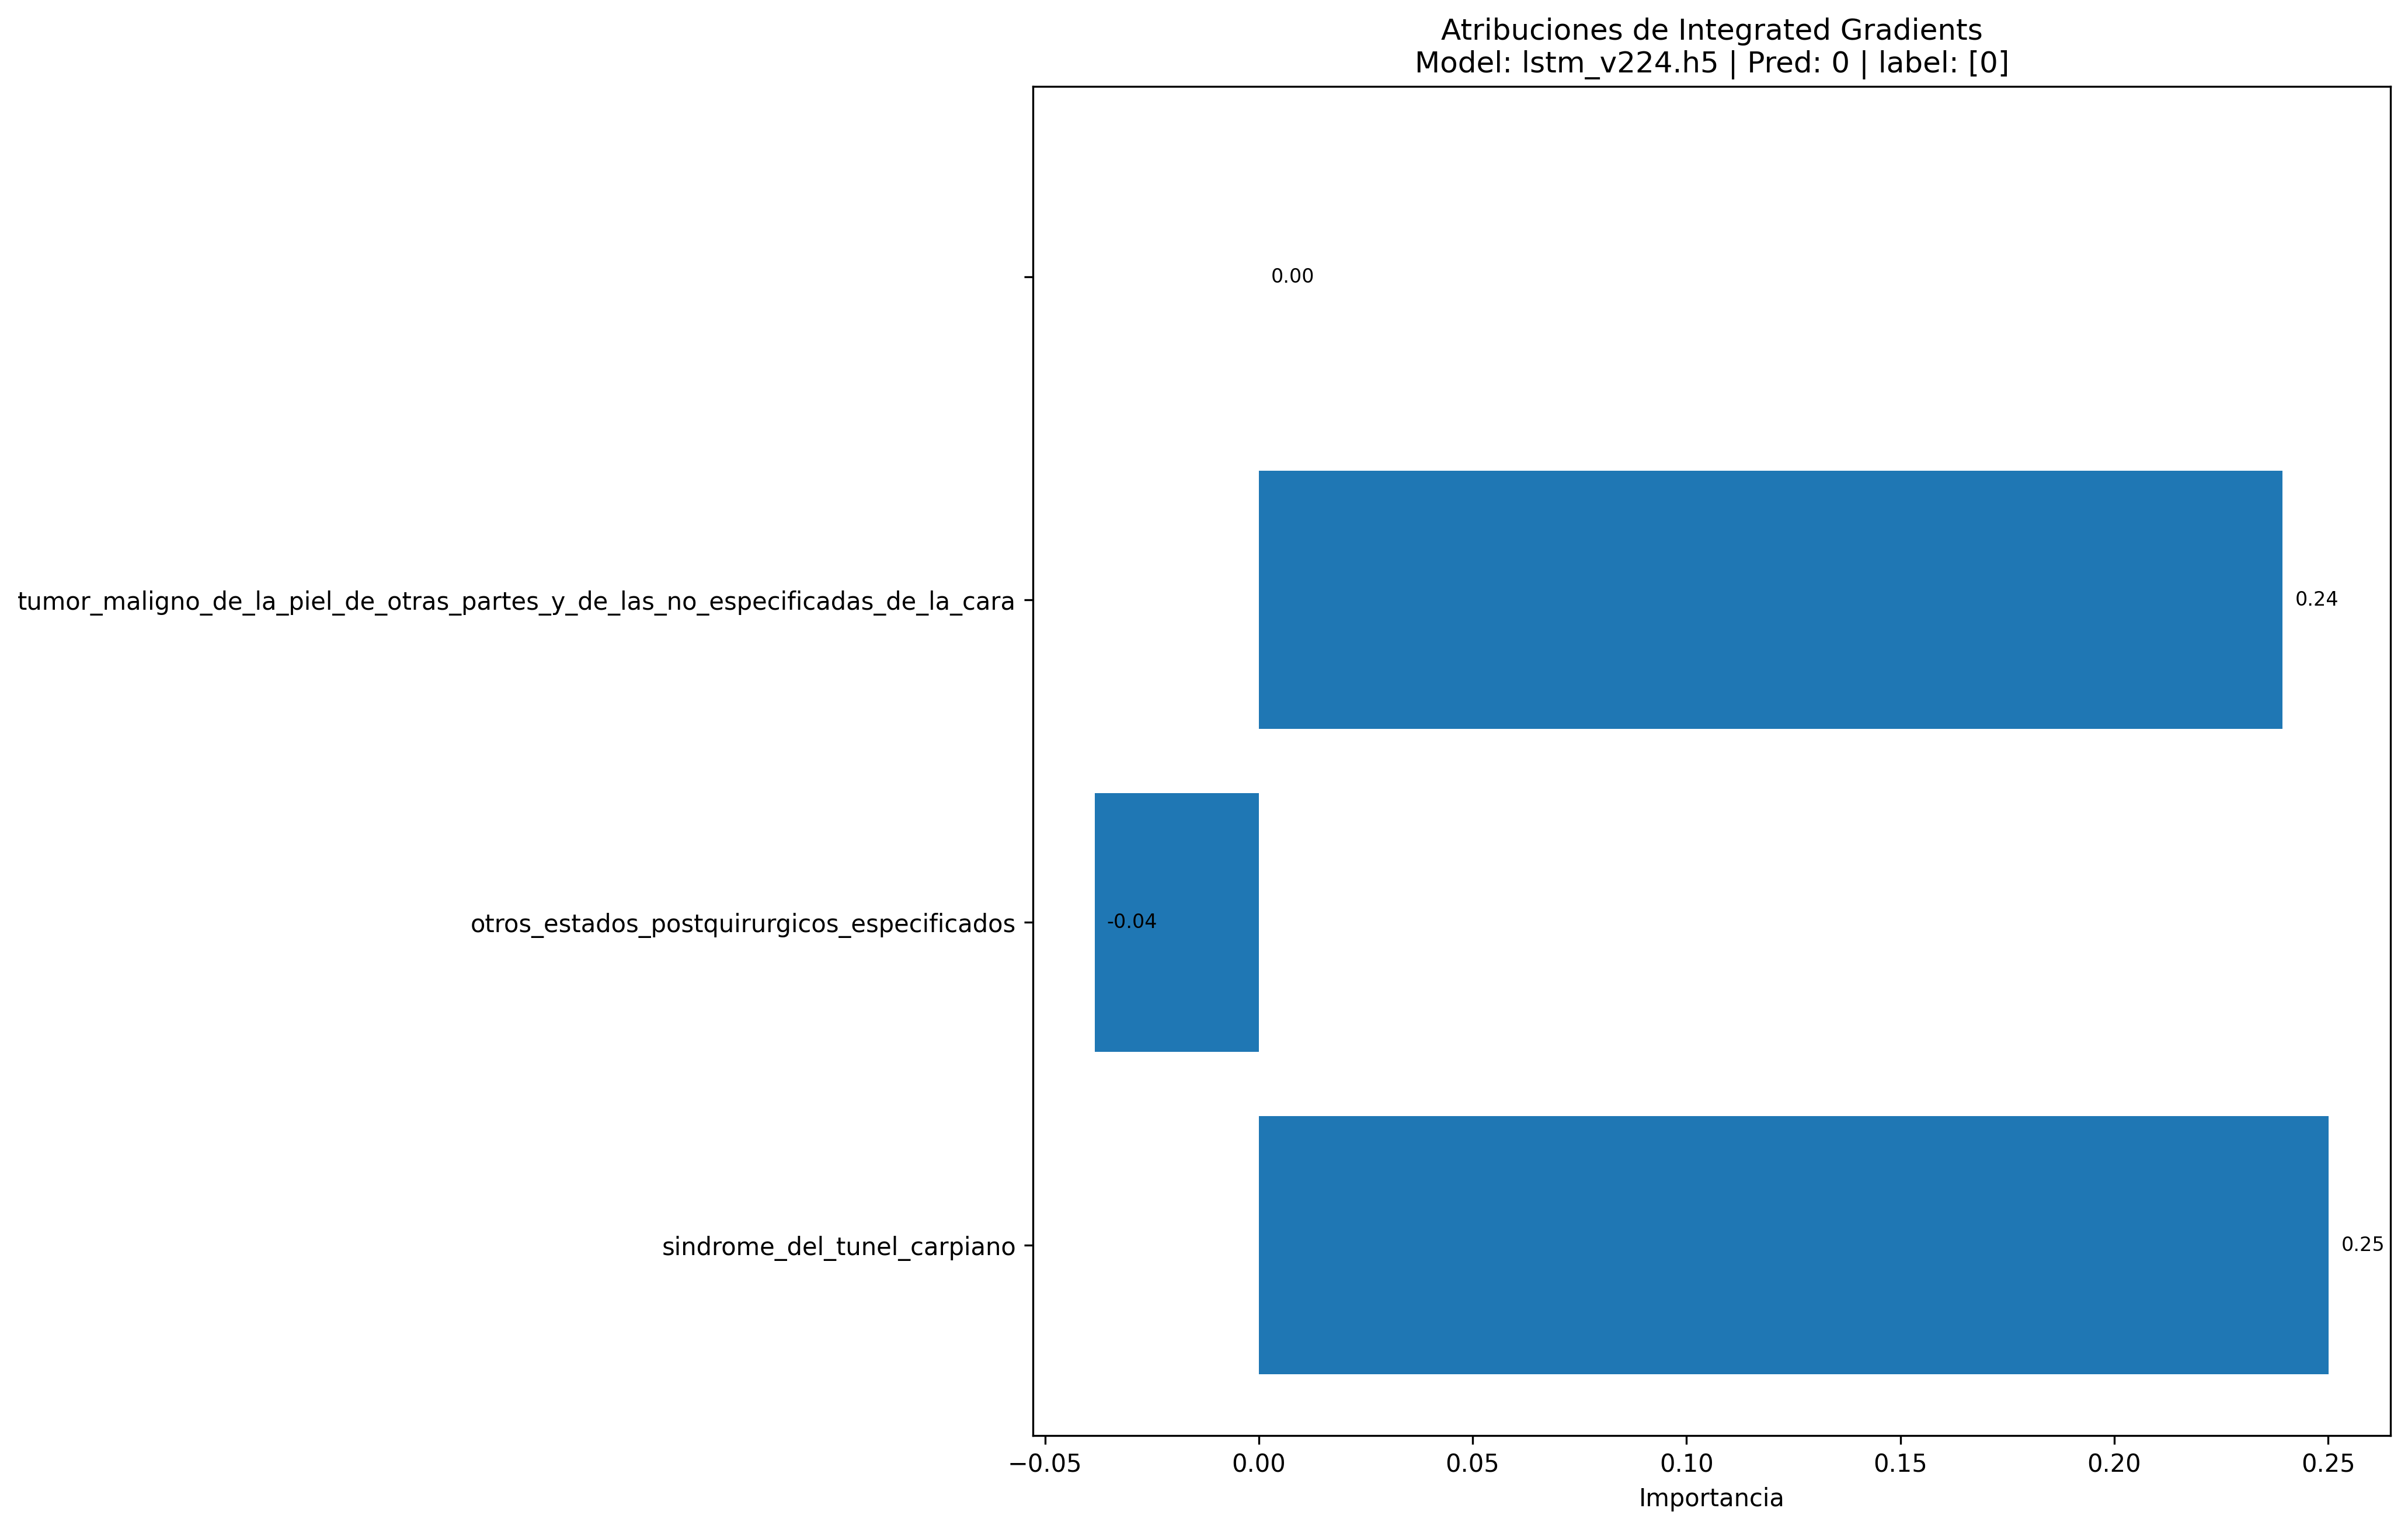 Atribuciones de Integrated Gradients
Model: lstm_v224.h5 | Pred: 0 | label: [0]
0.00
tumor_maligno_de_la_piel_de_otras_partes_y_de_las_no_especificadas_de_la_cara
0.24
otros_estados_postquirurgicos_especificados
-0.04
sindrome_del_tunel_carpiano
0.25
−0.05 0.00 0.05 0.10 0.15 0.20 0.25
Importancia